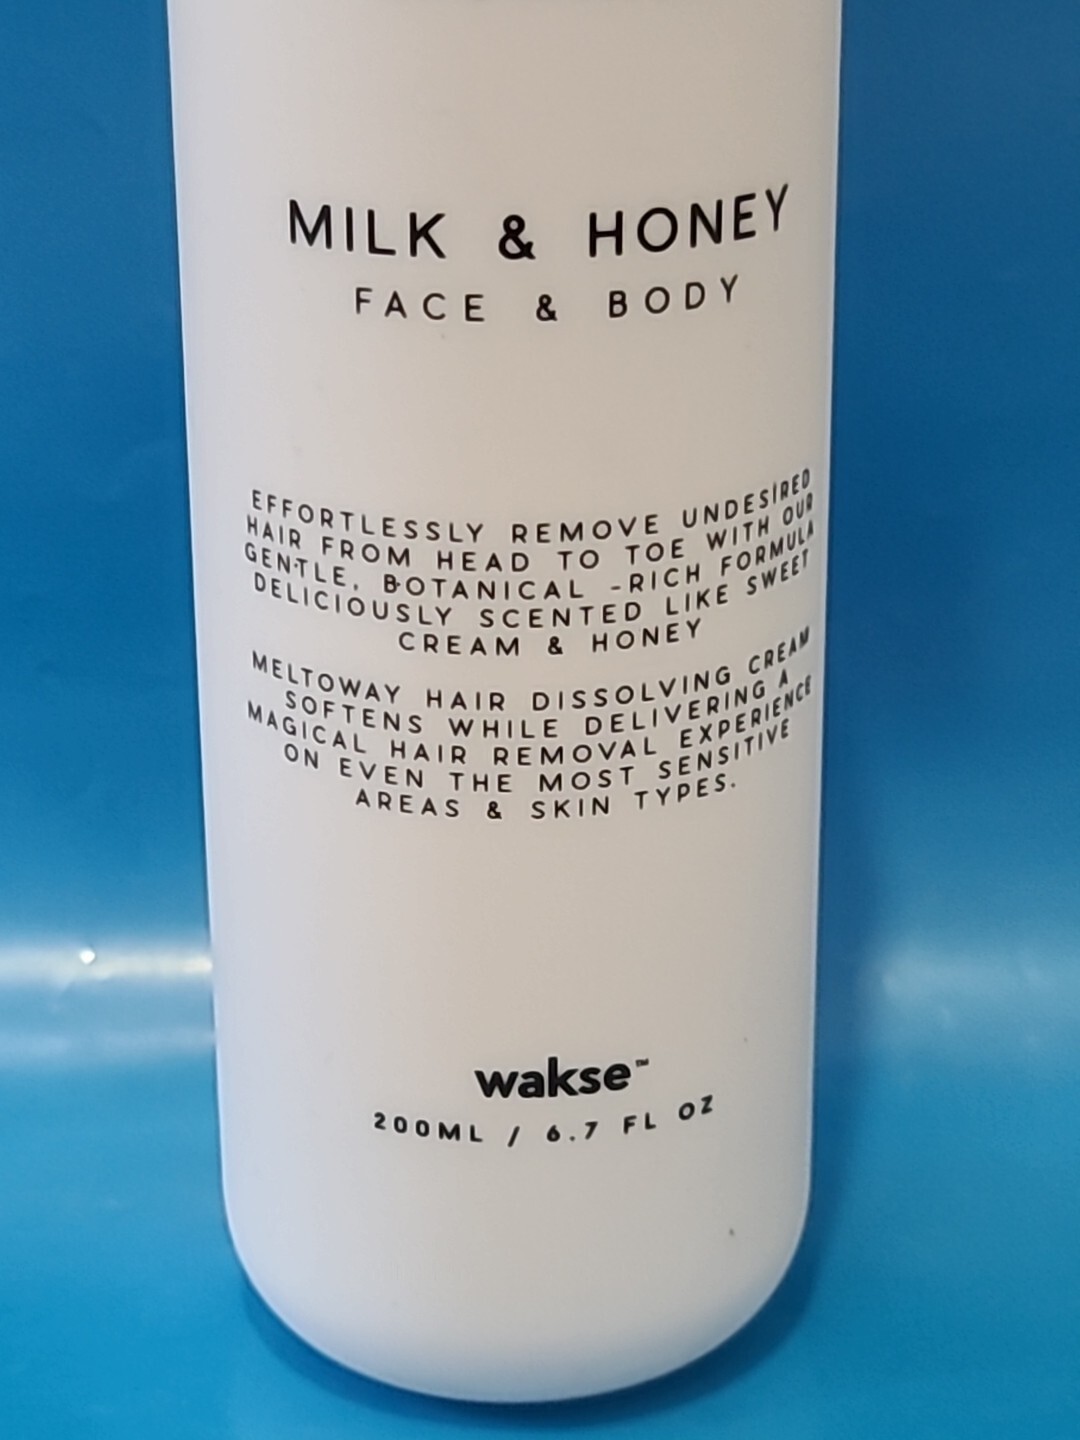 MILK & HONEY
FACE & BODY
EFFORTLESSLY REMOVE UNDESIRED
HAIR FROM HEAD TO TOE WITH OUR
GENTLE, BOTANICAL -RICH FORMULA
DELICIOUSLY SCENTED LIKE SWEET
CREAM & HONEY
MELTOWAY HAIR DISSOLVING CREAM
SOFTENS WHILE DELIVERING A
MAGICAL HAIR REMOVAL EXPERIENCE
ON EVEN THE MOST SENSITIVE
AREAS & SKIN TYPES.
wakse™
200ML / 6.7 FL OZ